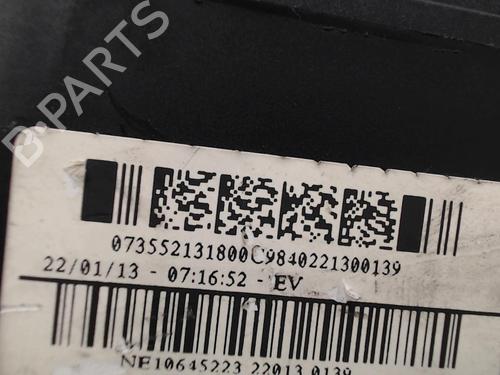 B-PARTS
073552131800C9840221300139
22/01/13 - 07:16:52 - EV
NE10645223 22013 0139